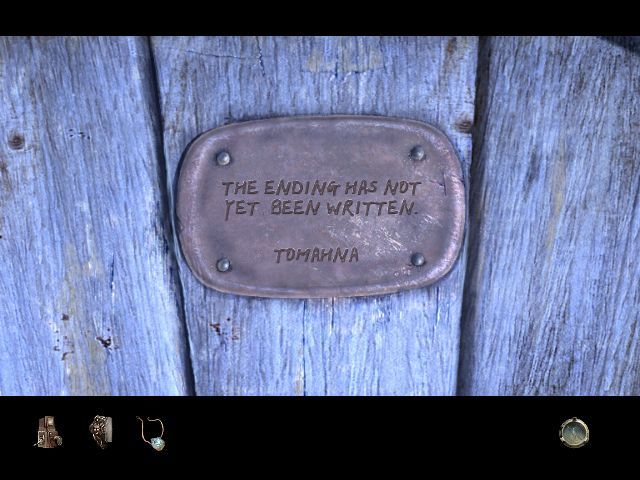 THE ENDING HAS NOT
YET BEEN WRITTEN.
TOMAHNA